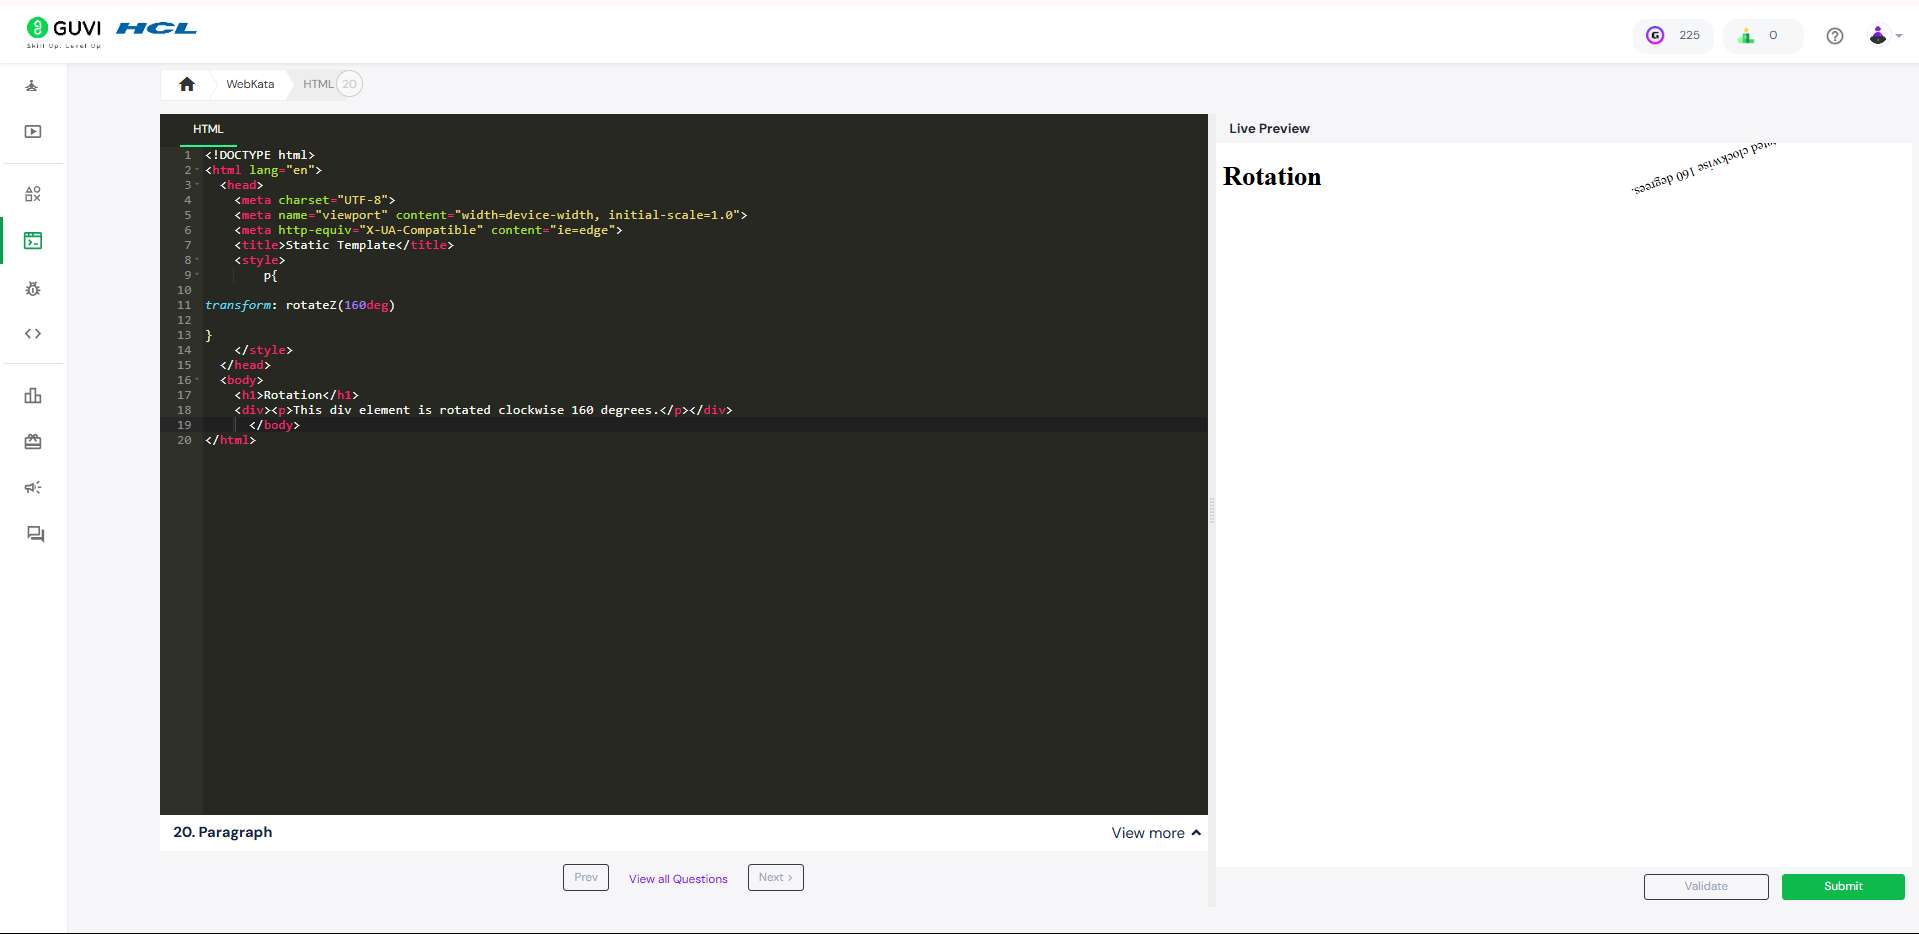 GUVI HCL
Skill Up. Level Up
225
0
WebKata
HTML 20
HTML
1 <!DOCTYPE html>
2 <html lang="en">
3 <head>
4 <meta charset="UTF-8">
5 <meta name="viewport" content="width=device-width, initial-scale=1.0">
6 <meta http-equiv="X-UA-Compatible" content="ie=edge">
7 <title>Static Template</title>
8 <style>
9 p{
10
11 transform: rotateZ(160deg)
12
13 }
14 </style>
15 </head>
16 <body>
17 <h1>Rotation</h1>
18 <div><p>This div element is rotated clockwise 160 degrees.</p></div>
19 </body>
20 </html>
Live Preview
Rotation
clockwise 160 degrees.
20. Paragraph
View more
Prev
View all Questions
Next >
Validate
Submit